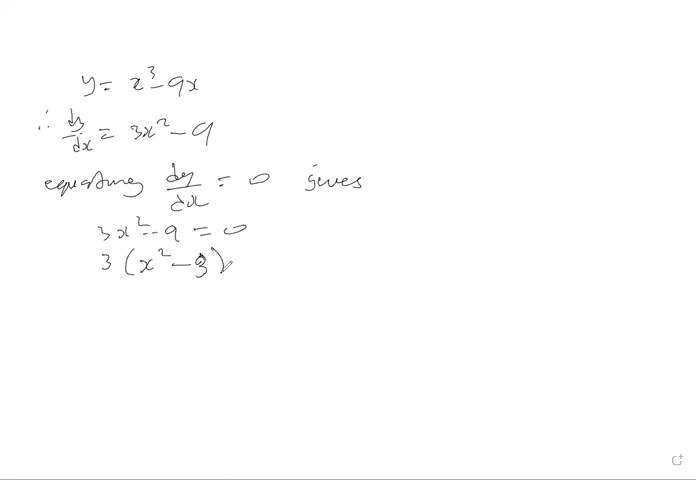 y = x³ - 9x
∴ dy/dx = 3x² - 9
equating dy/dx = 0 gives
3x² - 9 = 0
3(x² - 3)